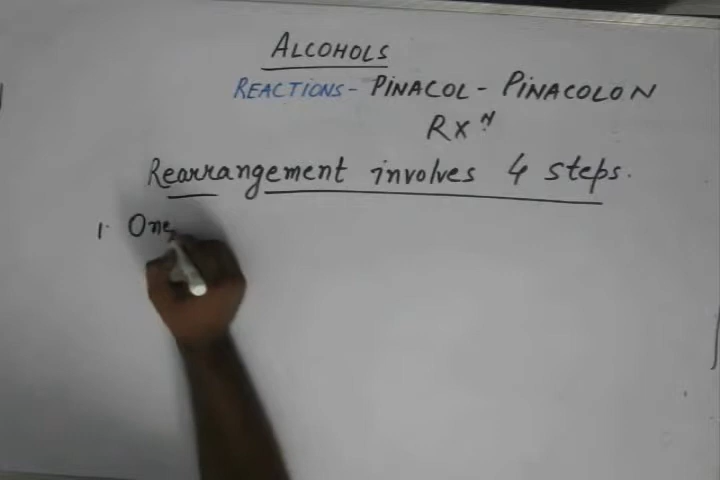 ALCOHOLS
REACTIONS - PINACOL - PINACOLON
RXN
Rearrangement involves 4 steps.
1. One